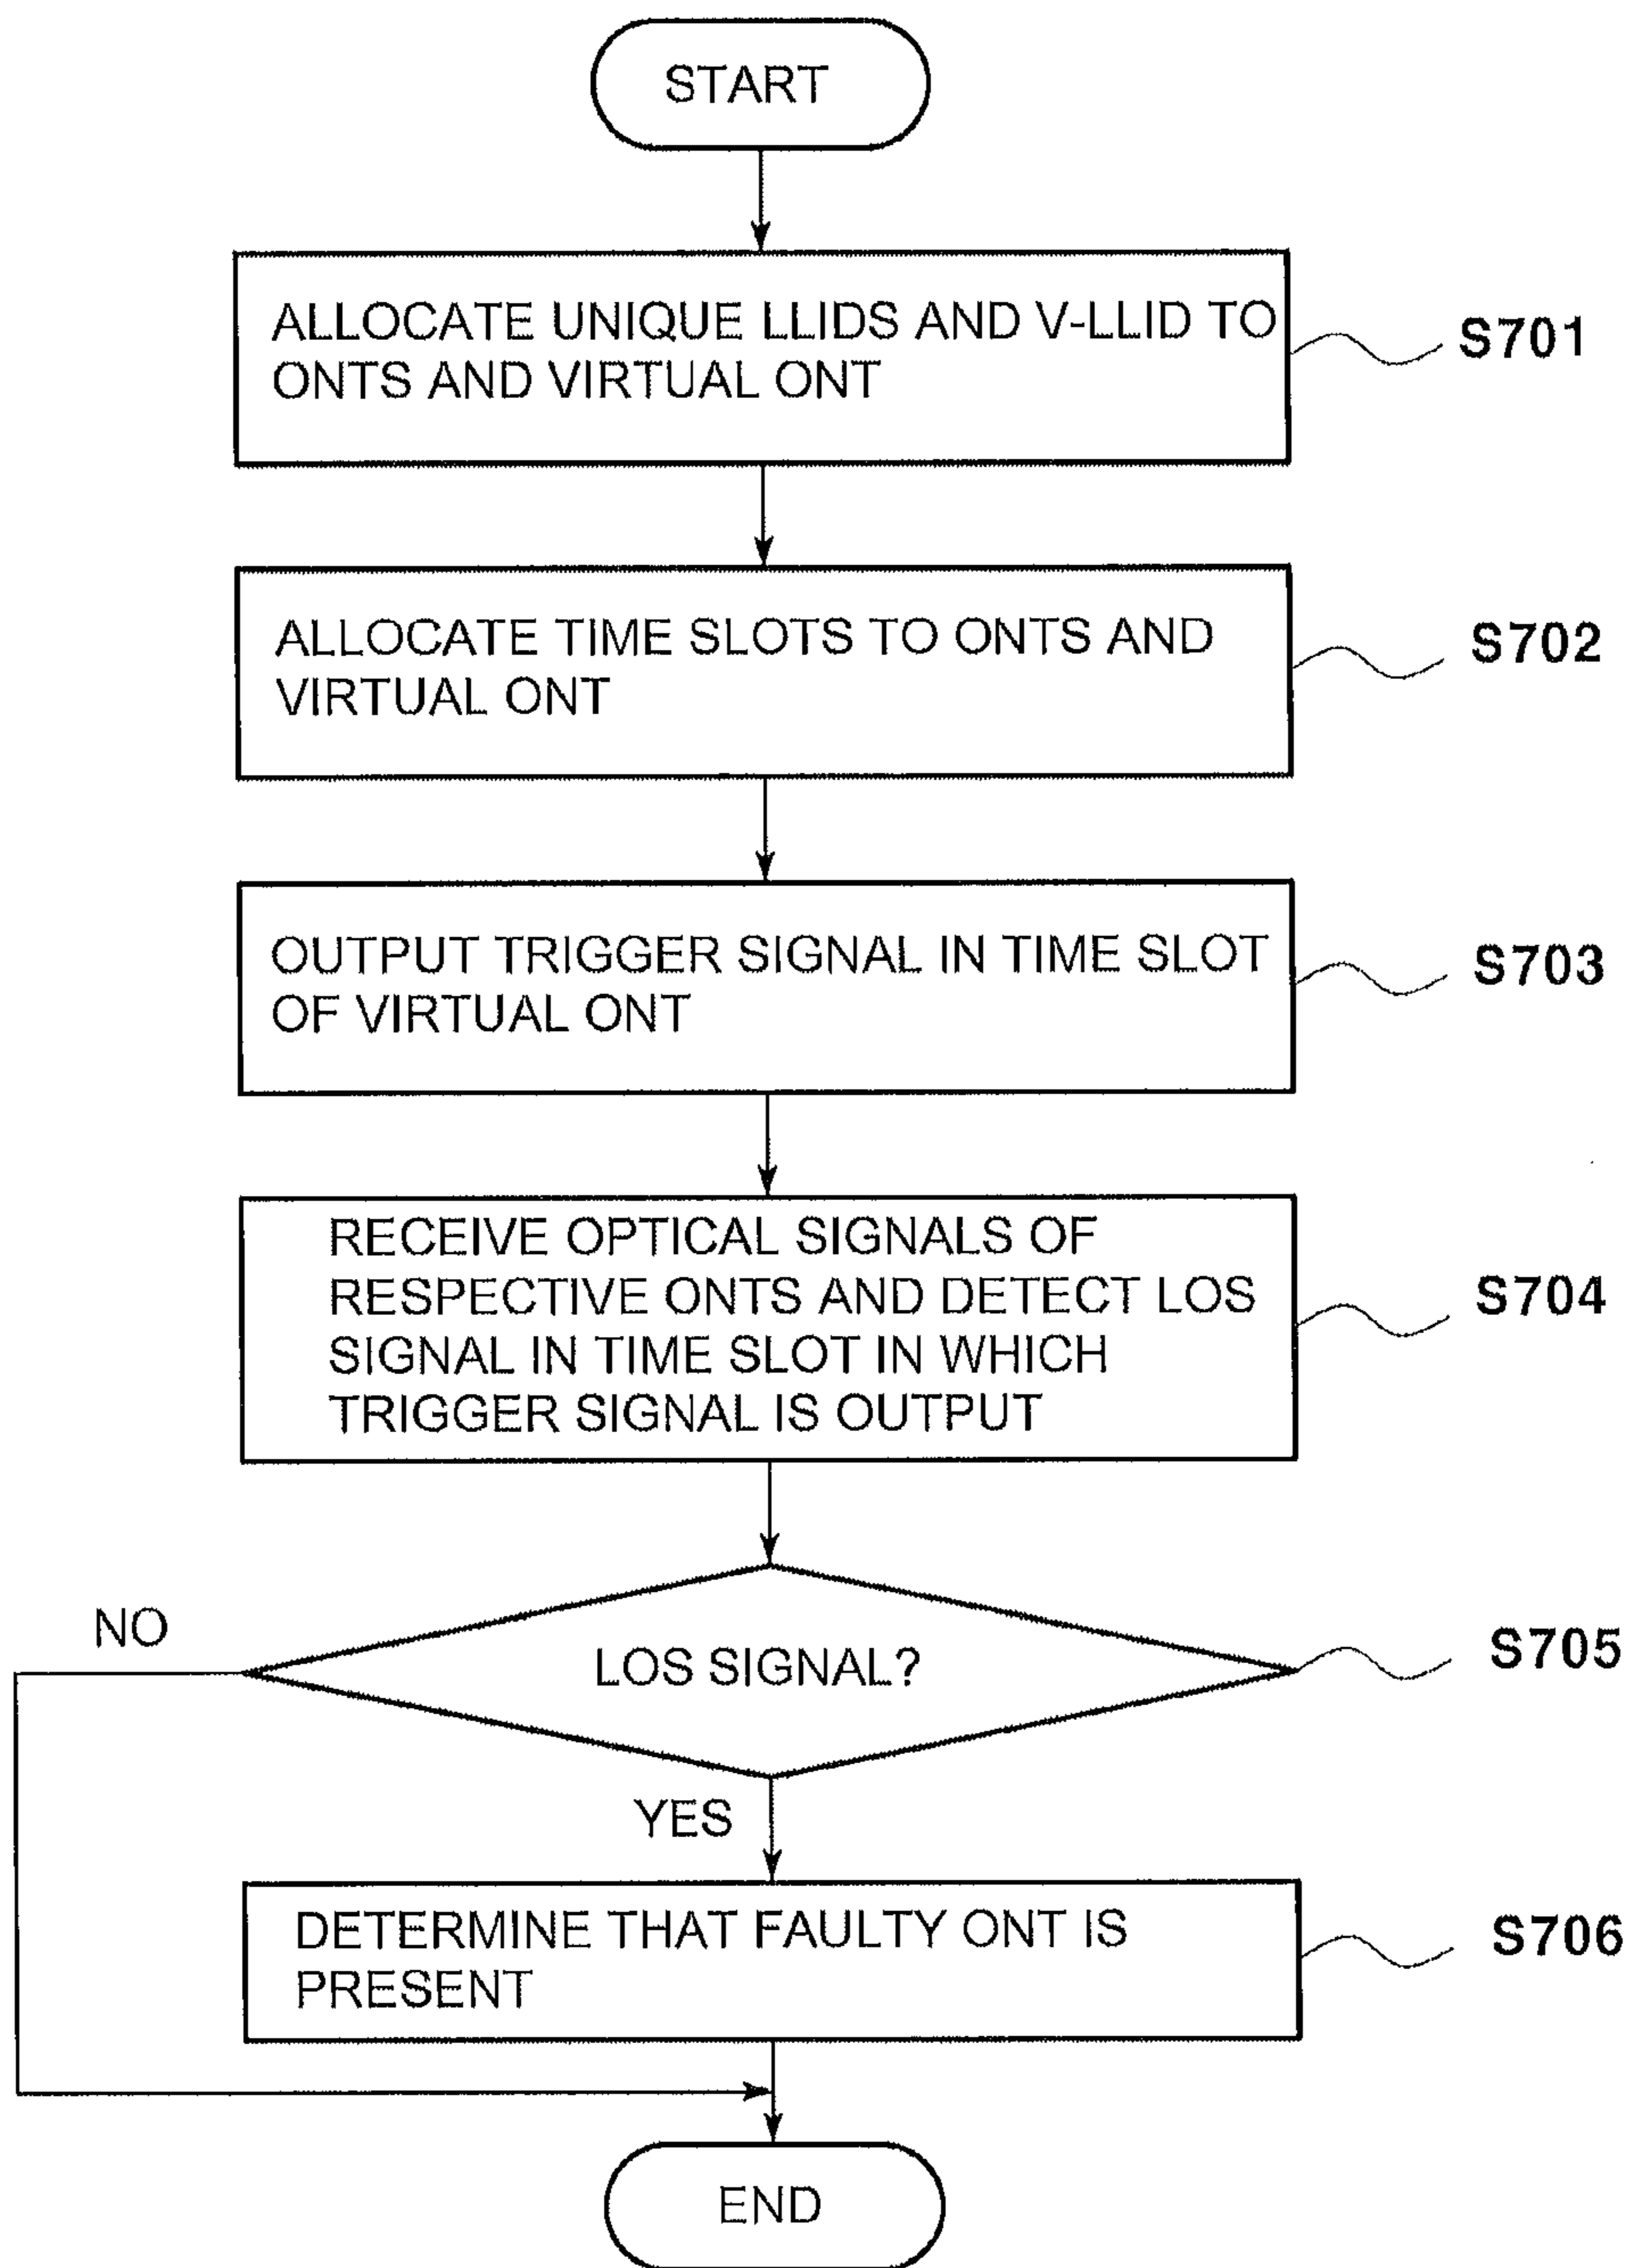 START
ALLOCATE UNIQUE LLIDS AND V-LLID TO
ONTS AND VIRTUAL ONT
S701
ALLOCATE TIME SLOTS TO ONTS AND
VIRTUAL ONT
S702
OUTPUT TRIGGER SIGNAL IN TIME SLOT
OF VIRTUAL ONT
S703
RECEIVE OPTICAL SIGNALS OF
RESPECTIVE ONTS AND DETECT LOS
SIGNAL IN TIME SLOT IN WHICH
TRIGGER SIGNAL IS OUTPUT
S704
NO
LOS SIGNAL?
S705
YES
DETERMINE THAT FAULTY ONT IS
PRESENT
S706
END